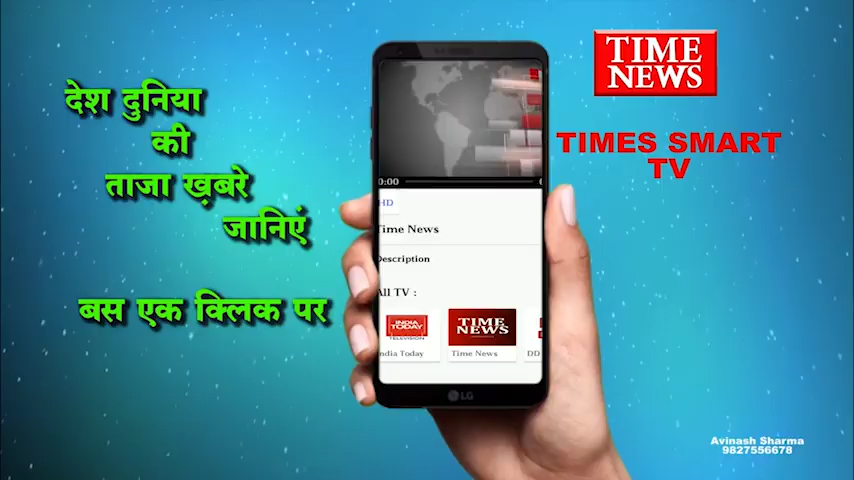 देश दुनिया
की
ताजा ख़बरे
जानिएं
बस एक क्लिक पर
TIME
NEWS
TIMES SMART
TV
0:00
HD
Time News
Description
All TV :
INDIA
TODAY
TELEVISION
TIME
NEWS
India Today
Time News
DD
LG
Avinash Sharma
9827556678